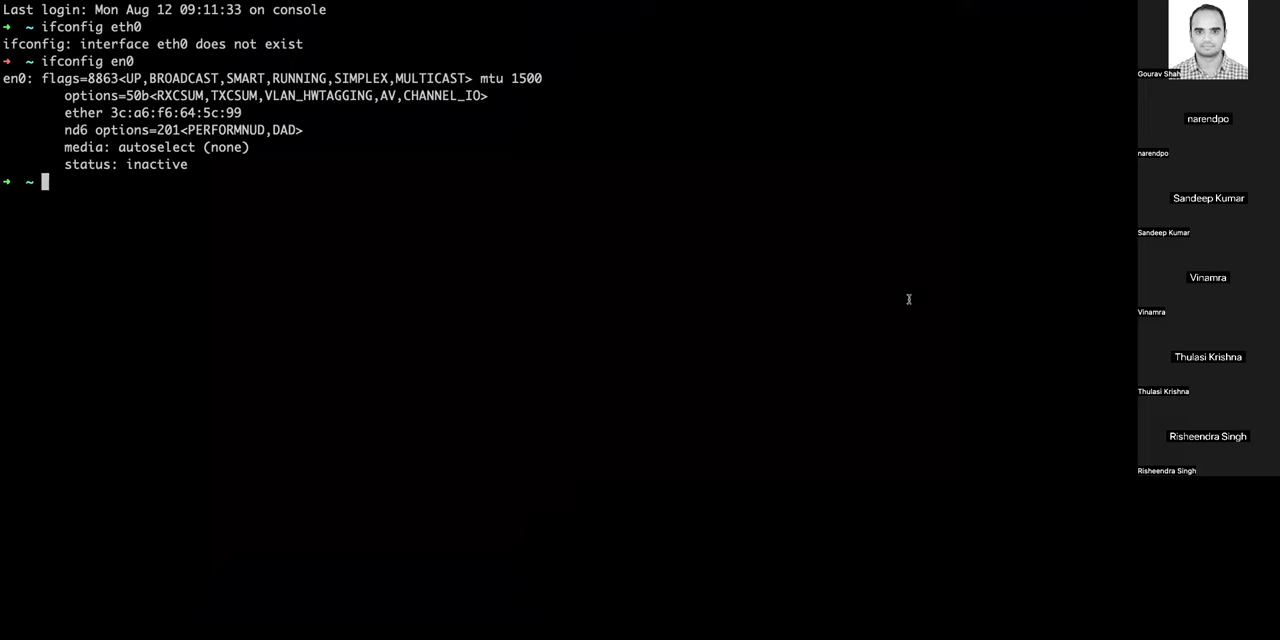 Last login: Mon Aug 12 09:11:33 on console
➜ ~ ifconfig eth0
ifconfig: interface eth0 does not exist
➜ ~ ifconfig en0
en0: flags=8863<UP,BROADCAST,SMART,RUNNING,SIMPLEX,MULTICAST> mtu 1500
options=50b<RXCSUM,TXCSUM,VLAN_HWTAGGING,AV,CHANNEL_IO>
ether 3c:a6:f6:64:5c:99
nd6 options=201<PERFORMNUD,DAD>
media: autoselect (none)
status: inactive
➜ ~
Gourav Shah
narendpo
narendpo
Sandeep Kumar
Sandeep Kumar
Vinamra
Vinamra
Thulasi Krishna
Thulasi Krishna
Risheendra Singh
Risheendra Singh